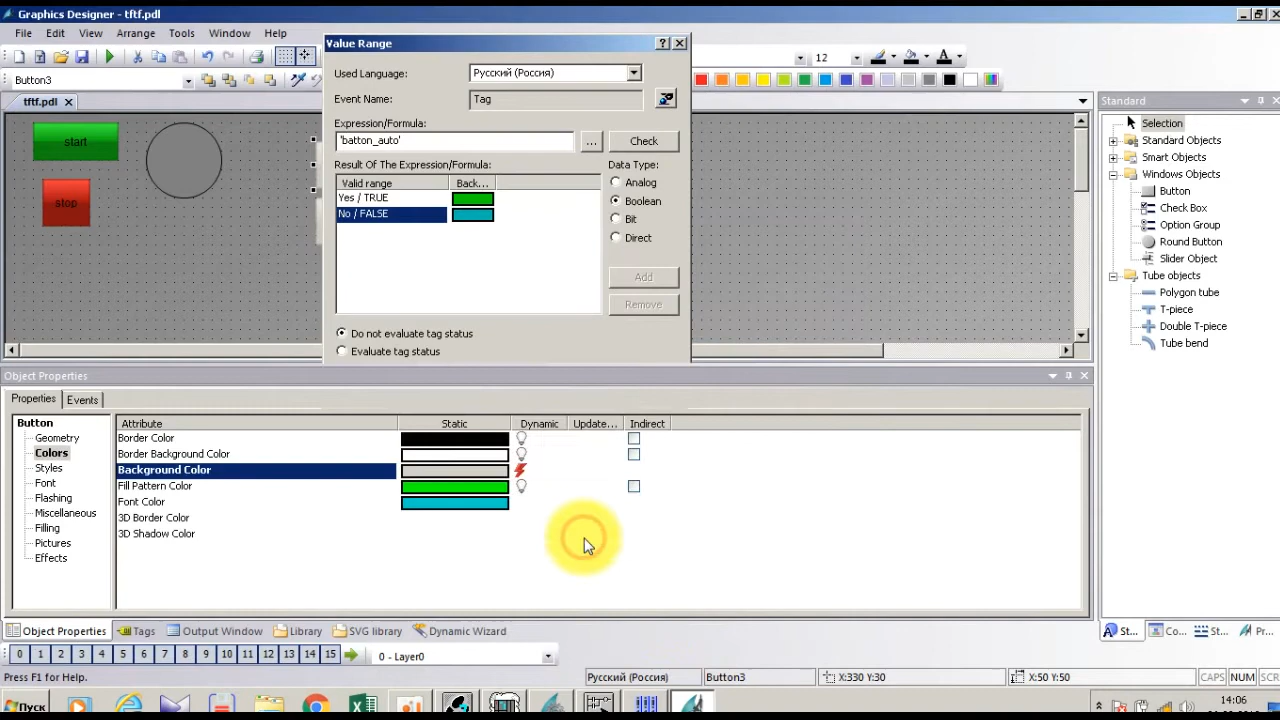 Graphics Designer - tftf.pdl
File Edit View Arrange Tools Window Help
Value Range
Used Language: Русский (Россия)
12
Button3
Event Name: Tag
tftf.pdl
Standard
start
stop
Expression/Formula:
'batton_auto'
...
Check
Result Of The Expression/Formula:
Data Type:
Valid range Back...
Yes / TRUE
No / FALSE
Analog
Boolean
Bit
Direct
Add
Remove
Do not evaluate tag status
Evaluate tag status
Selection
Standard Objects
Smart Objects
Windows Objects
Button
Check Box
Option Group
Round Button
Slider Object
Tube objects
Polygon tube
T-piece
Double T-piece
Tube bend
Object Properties
Properties Events
Button
Geometry
Colors
Styles
Font
Flashing
Miscellaneous
Filling
Pictures
Effects
Attribute Static Dynamic Update... Indirect
Border Color
Border Background Color
Background Color
Fill Pattern Color
Font Color
3D Border Color
3D Shadow Color
Object Properties Tags Output Window Library SVG library Dynamic Wizard
St... Co... St... Pr...
0 1 2 3 4 5 6 7 8 9 10 11 12 13 14 15 0 - Layer0
Press F1 for Help. Русский (Россия) Button3 X:330 Y:30 X:50 Y:50 CAPS NUM SCR
Пуск
14:06